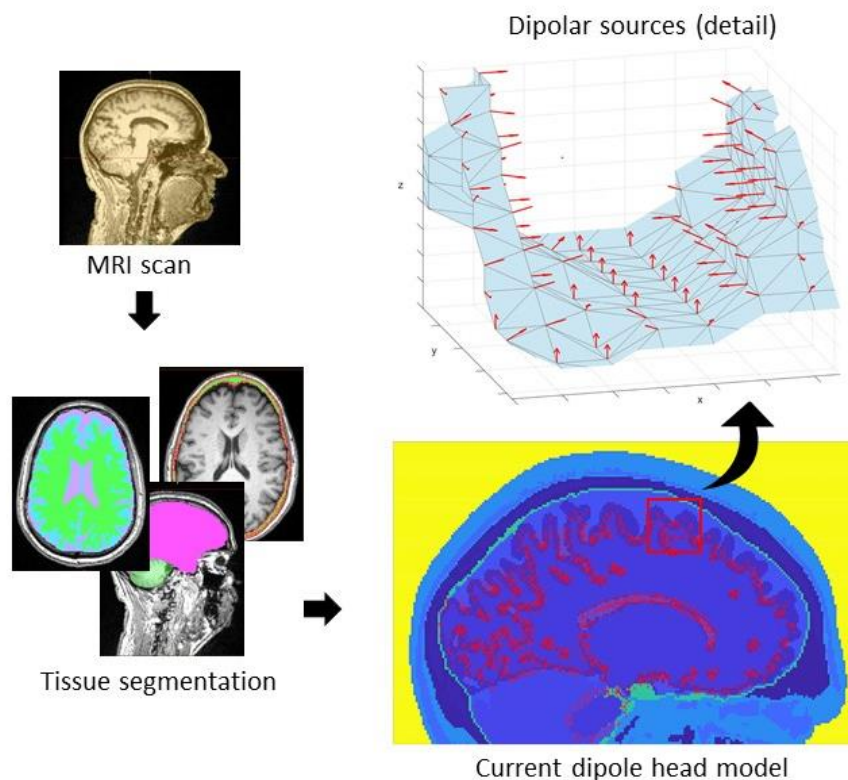 Dipolar sources (detail)
MRI scan
z
y
x
Tissue segmentation
Current dipole head model